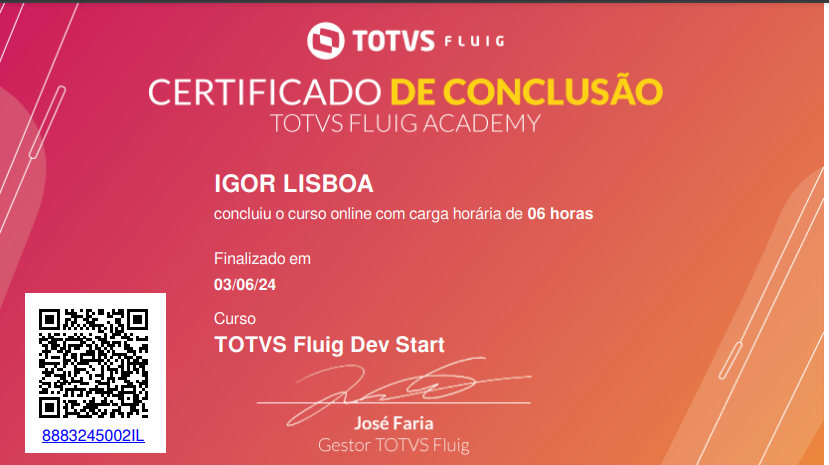 TOTVS FLUIG
CERTIFICADO DE CONCLUSÃO
TOTVS FLUIG ACADEMY
IGOR LISBOA
concluiu o curso online com carga horária de 06 horas
Finalizado em
03/06/24
Curso
TOTVS Fluig Dev Start
8883245002IL
José Faria
Gestor TOTVS Fluig